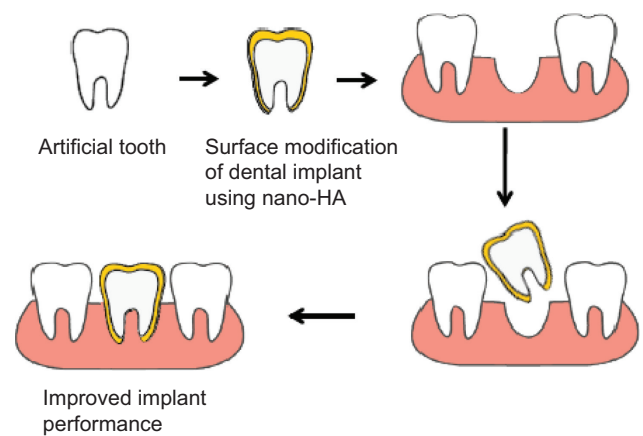 Artificial tooth
Surface modification
of dental implant
using nano-HA
Improved implant
performance